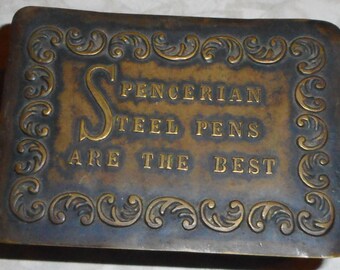 SPENCERIAN
STEEL PENS
ARE THE BEST